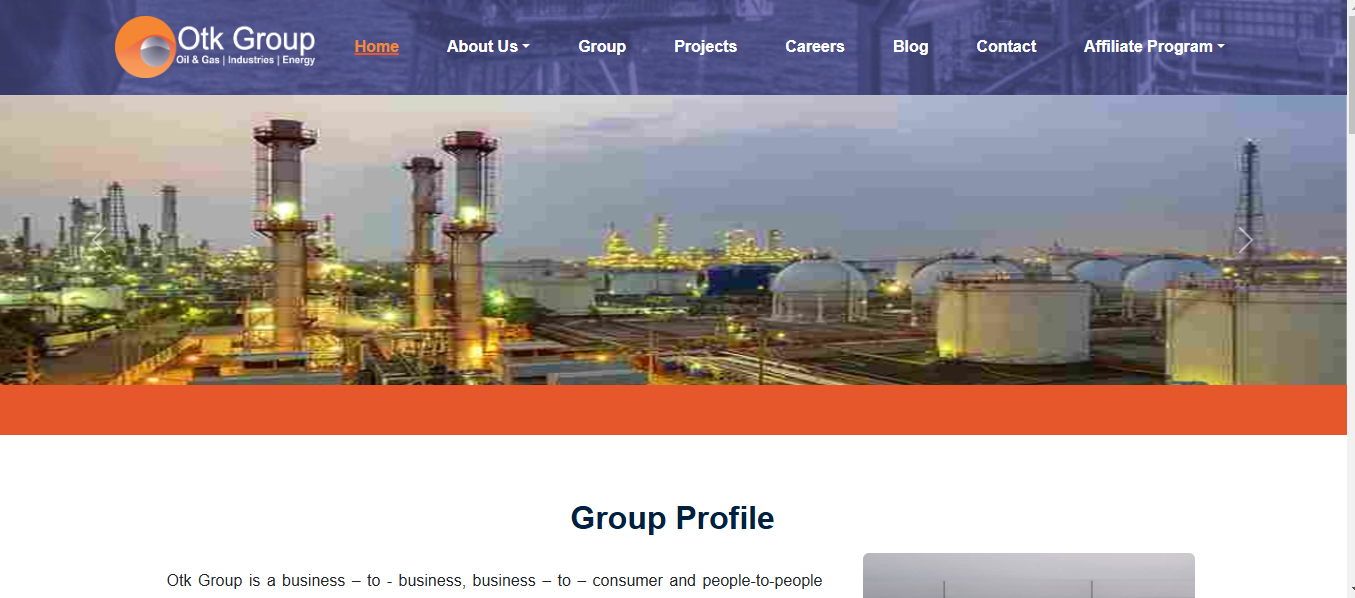 Otk Group
Oil & Gas | Industries | Energy
Home
About Us
Group
Projects
Careers
Blog
Contact
Affiliate Program
Group Profile
Otk Group is a business – to - business, business – to – consumer and people-to-people